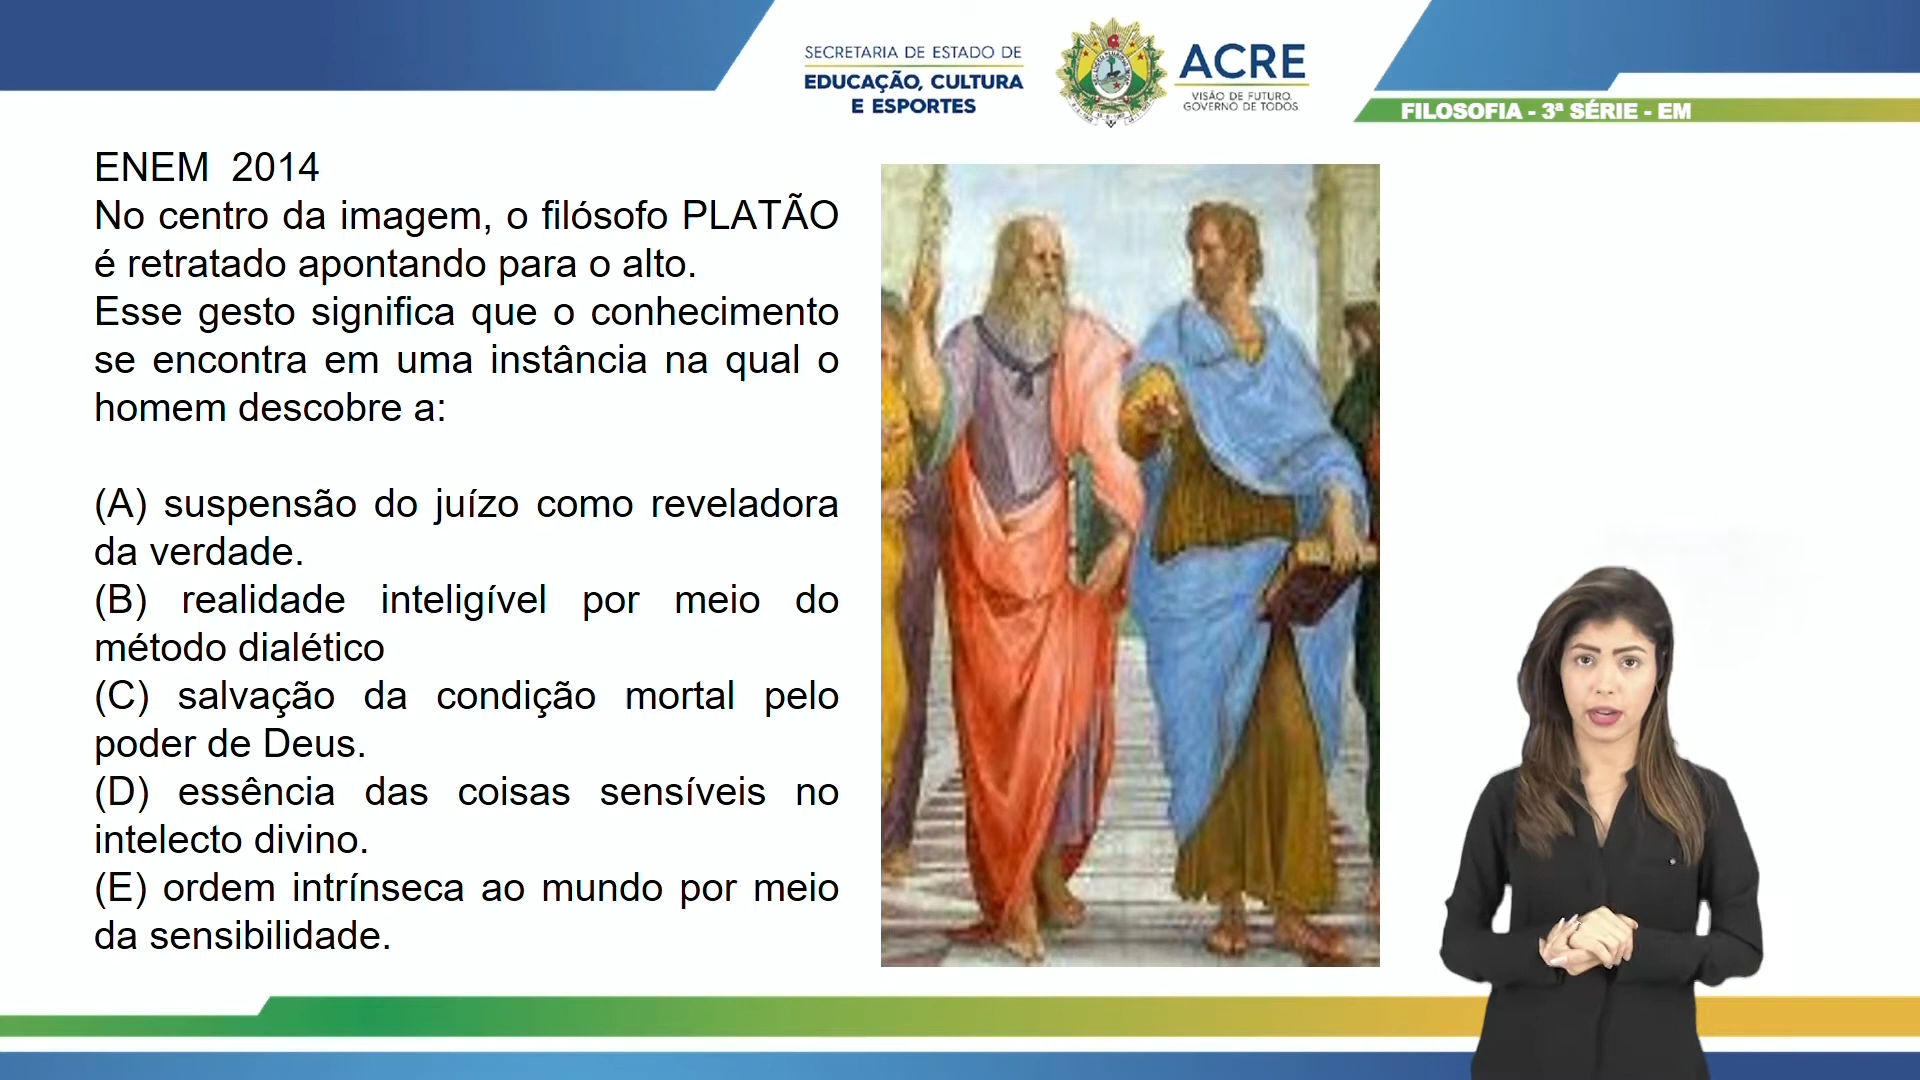 SECRETARIA DE ESTADO DE
EDUCAÇÃO, CULTURA
E ESPORTES
ACRE
VISÃO DE FUTURO.
GOVERNO DE TODOS
FILOSOFIA - 3ª SÉRIE - EM
ENEM 2014
No centro da imagem, o filósofo PLATÃO
é retratado apontando para o alto.
Esse gesto significa que o conhecimento
se encontra em uma instância na qual o
homem descobre a:
(A) suspensão do juízo como reveladora
da verdade.
(B) realidade inteligível por meio do
método dialético
(C) salvação da condição mortal pelo
poder de Deus.
(D) essência das coisas sensíveis no
intelecto divino.
(E) ordem intrínseca ao mundo por meio
da sensibilidade.